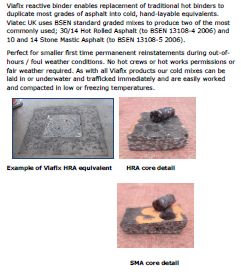 Viafix reactive binder enables replacement of traditional hot binders to
duplicate most grades of asphalt into cold, hand-layable equivalents.
Viatec UK uses BSEN standard graded mixes to produce two of the most
commonly used; 30/14 Hot Rolled Asphalt (to BSEN 13108-4 2006) and
10 and 14 Stone Mastic Asphalt (to BSEN 13108-5 2006).
Perfect for smaller first time permanenent reinstatements during out-of-
hours / foul weather conditions. No hot crews or hot works permissions or
fair weather required. As with all Viafix products our cold mixes can be
laid in or underwater and trafficked immediately and are easily worked
and compacted in low or freezing temperatures.
Example of Viafix HRA equivalent
HRA core detail
SMA core detail